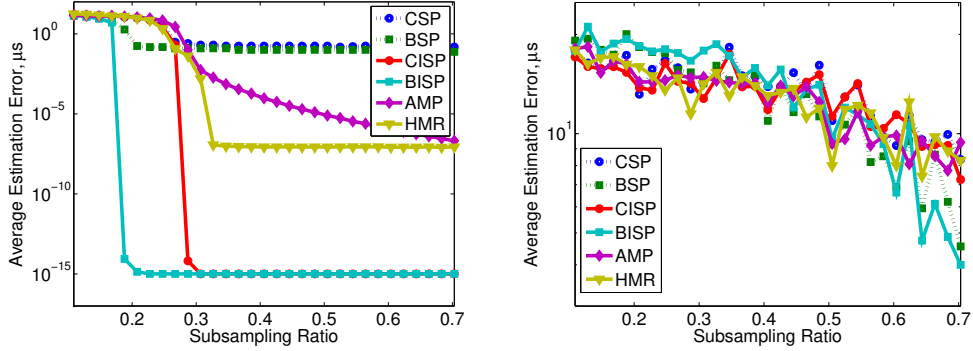 Average Estimation Error, µs
10^0
10^-5
10^-10
10^-15
0.2 0.3 0.4 0.5 0.6 0.7
Subsampling Ratio
CSP
BSP
CISP
BISP
AMP
HMR
Average Estimation Error, µs
10^1
0.2 0.3 0.4 0.5 0.6 0.7
Subsampling Ratio
CSP
BSP
CISP
BISP
AMP
HMR